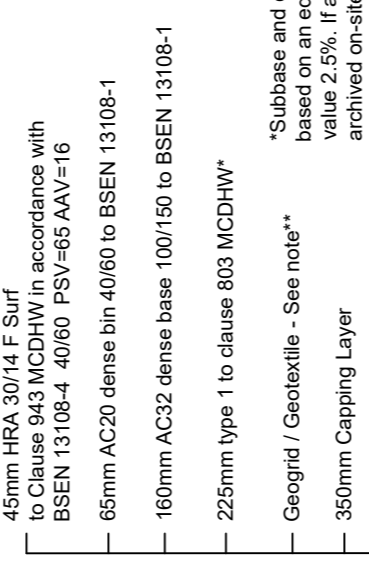 45mm HRA 30/14 F Surf
to Clause 943 MCDHW in accordance with
BSEN 13108-4 40/60 PSV=65 AAV=16
65mm AC20 dense bin 40/60 to BSEN 13108-1
160mm AC32 dense base 100/150 to BSEN 13108-1
225mm type 1 to clause 803 MCDHW*
Geogrid / Geotextile - See note**
350mm Capping Layer
*Subbase and
based on an
value 2.5%. If
archived on-site